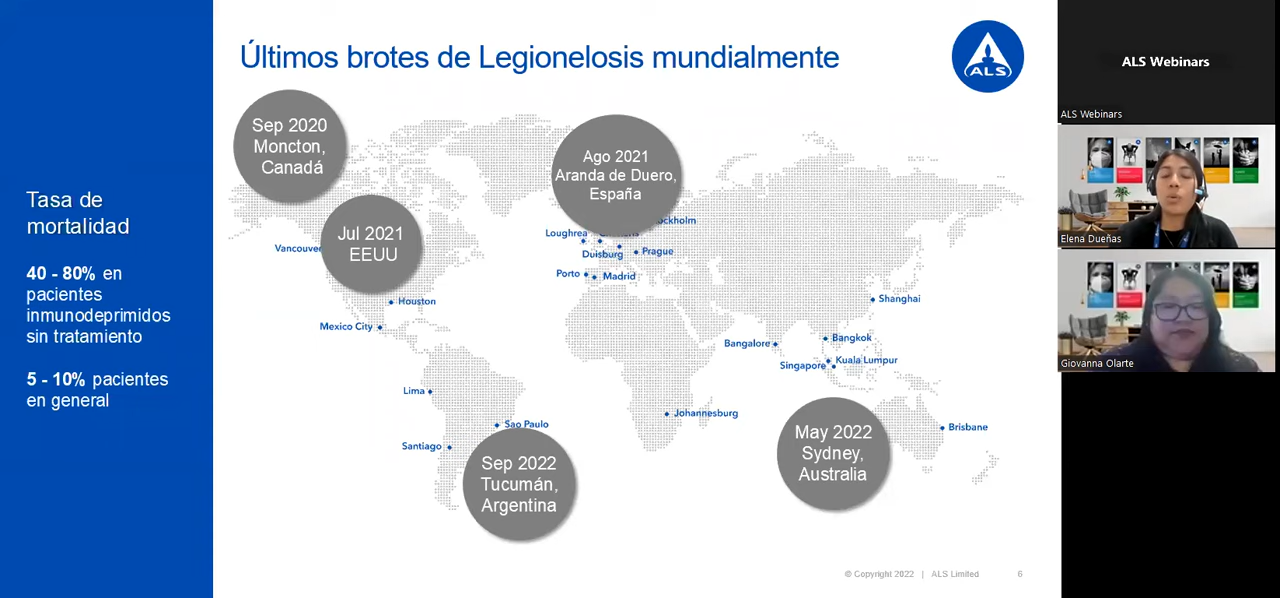 Últimos brotes de Legionelosis mundialmente
ALS
Tasa de
mortalidad
40 - 80% en
pacientes
inmunodeprimidos
sin tratamiento
5 - 10% pacientes
en general
Sep 2020
Moncton,
Canadá
Jul 2021
EEUU
Ago 2021
Aranda de Duero,
España
Vancouver
Houston
Mexico City
Lima
Sao Paulo
Santiago
Sep 2022
Tucumán,
Argentina
Loughrea
Duisburg
Prague
Porto
Madrid
Johannesburg
Shanghai
Bangalore
Bangkok
Kuala Lumpur
Singapore
May 2022
Sydney,
Australia
Brisbane
© Copyright 2022 | ALS Limited
6
ALS Webinars
ALS Webinars
Elena Dueñas
Giovanna Olarte